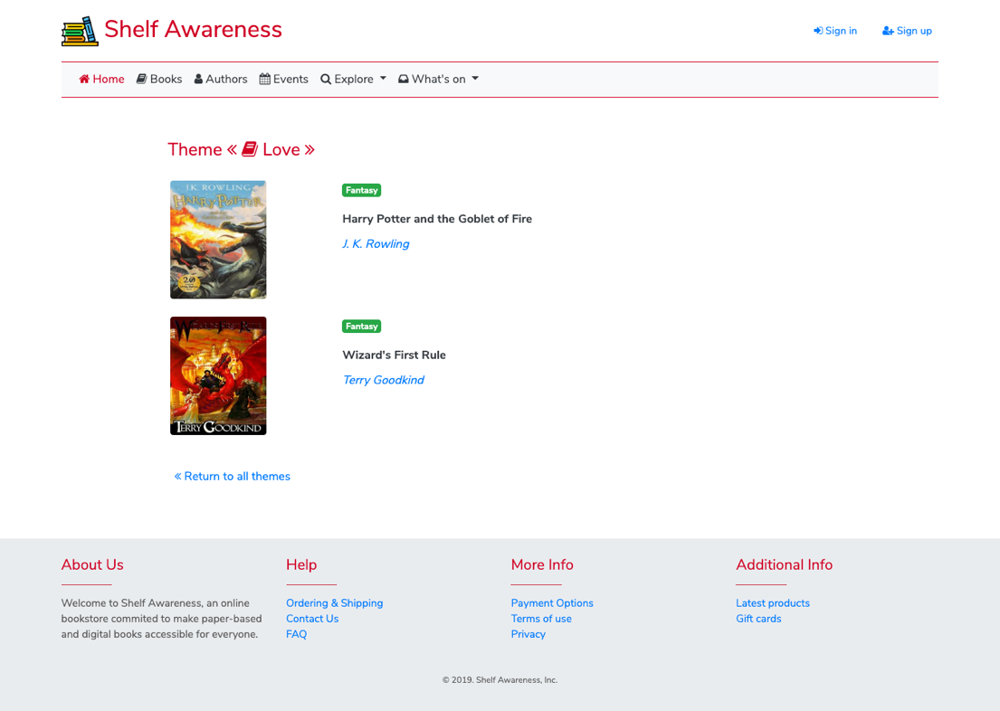 Shelf Awareness
Sign in Sign up
Home Books Authors Events Explore What's on
Theme « Love »
J.K. ROWLING
HARRY POTTER
20
Fantasy
Harry Potter and the Goblet of Fire
J. K. Rowling
TERRY GOODKIND
Fantasy
Wizard's First Rule
Terry Goodkind
« Return to all themes
About Us
Welcome to Shelf Awareness, an online
bookstore commited to make paper-based
and digital books accessible for everyone.
Help
Ordering & Shipping
Contact Us
FAQ
More Info
Payment Options
Terms of use
Privacy
Additional Info
Latest products
Gift cards
© 2019. Shelf Awareness, Inc.